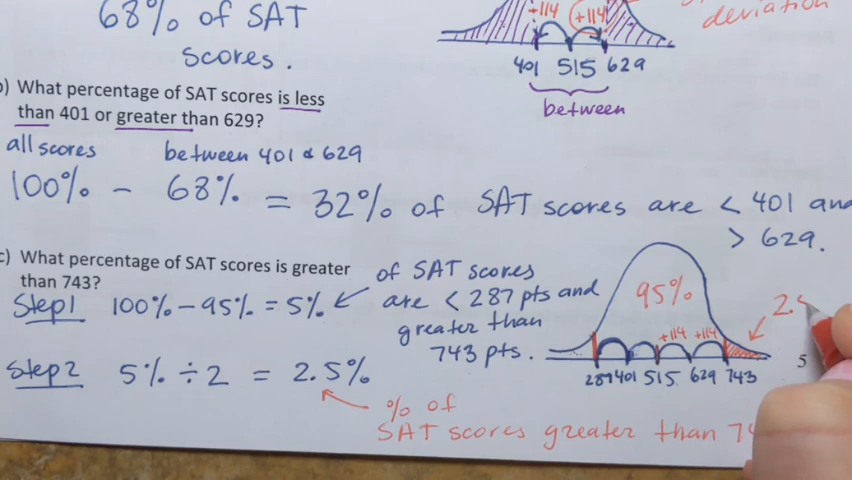 68% of SAT
scores.
+114 +114
401 515 629
between
deviation
b) What percentage of SAT scores is less
than 401 or greater than 629?
all scores between 401 & 629
100% - 68% = 32% of SAT scores are < 401 and
> 629.
c) What percentage of SAT scores is greater
than 743?
Step1 100% - 95% = 5%
of SAT scores
are < 287 pts and
greater than
743 pts.
95%
+114 +114
287 401 515 629 743
5
Step2 5% ÷ 2 = 2.5%
% of
SAT scores greater than